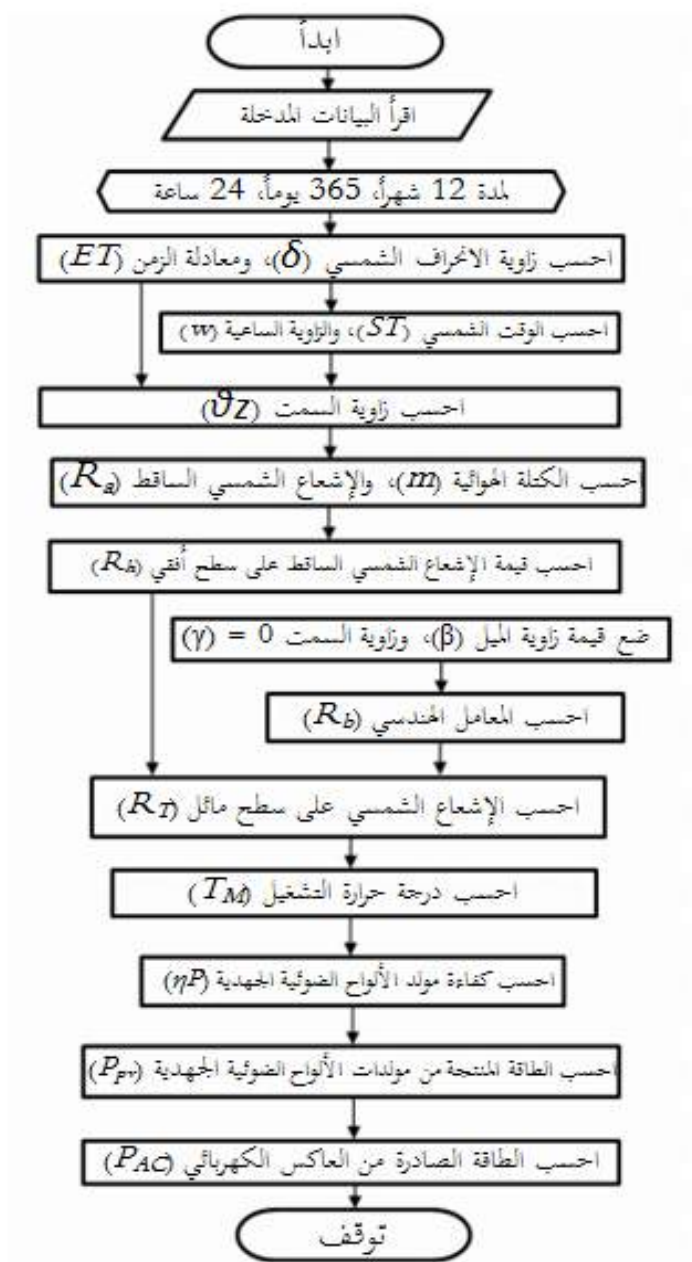 ابدأ
اقرأ البيانات المدخلة
لمدة 12 شهراً، 365 يوماً، 24 ساعة
احسب زاوية الانحراف الشمسي (δ)، ومعادلة الزمن (ET)
احسب الوقت الشمسي (ST)، والزاوية الساعية (w)
احسب زاوية السمت (ϑZ)
حسب الكتلة الهوائية (m)، والإشعاع الشمسي الساقط (Ra)
احسب قيمة الإشعاع الشمسي الساقط على سطح أفقي (Rh)
ضع قيمة زاوية الميل (β)، وزاوية السمت 0 = (γ)
احسب المعامل الهندسي (Rb)
احسب الإشعاع الشمسي على سطح مائل (RT)
احسب درجة حرارة التشغيل (TM)
احسب كفاءة مولد الألواح الضوئية الجهدية (ηP)
احسب الطاقة المنتجة من مولدات الألواح الضوئية الجهدية (Ppv)
احسب الطاقة الصادرة من العاكس الكهربائي (PAC)
توقف